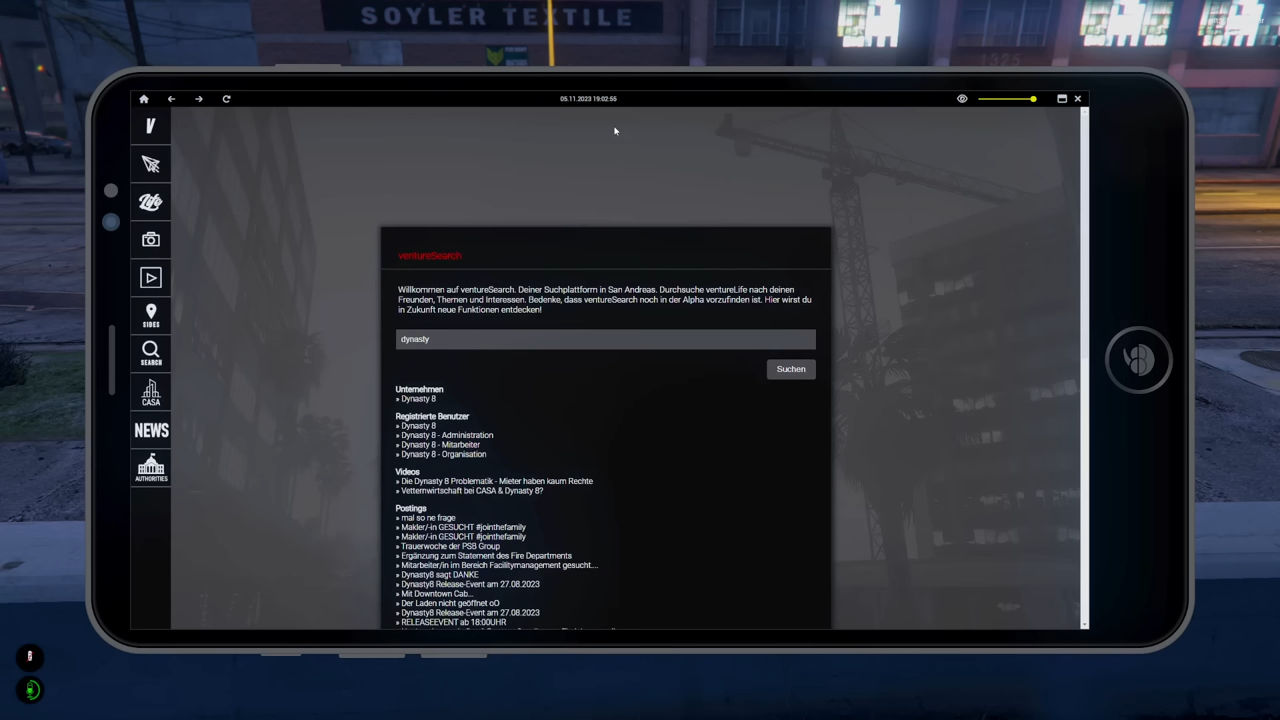 SOYLER TEXTILE
1325
05.11.2023 19:02:55
V
Life
SIDES
SEARCH
CASA
NEWS
AUTHORITIES
ventureSearch
Willkommen auf ventureSearch. Deiner Suchplattform in San Andreas. Durchsuche ventureLife nach deinen
Freunden, Themen und Interessen. Bedenke, dass ventureSearch noch in der Alpha vorzufinden ist. Hier wirst du
in Zukunft neue Funktionen entdecken!
dynasty
Suchen
Unternehmen
» Dynasty 8
Registrierte Benutzer
» Dynasty 8
» Dynasty 8 - Administration
» Dynasty 8 - Mitarbeiter
» Dynasty 8 - Organisation
Videos
» Die Dynasty 8 Problematik - Mieter haben kaum Rechte
» Vetternwirtschaft bei CASA & Dynasty 8?
Postings
» mal so ne frage
» Makler/-in GESUCHT #jointhefamily
» Makler/-in GESUCHT #jointhefamily
» Trauerwoche der PSB Group
» Ergänzung zum Statement des Fire Departments
» Mitarbeiter/in im Bereich Facilitymanagement gesucht....
» Dynasty8 sagt DANKE
» Dynasty8 Release-Event am 27.08.2023
» Mit Downtown Cab...
» Der Laden nicht geöffnet oO
» Dynasty8 Release-Event am 27.08.2023
» RELEASEEVENT ab 18:00UHR